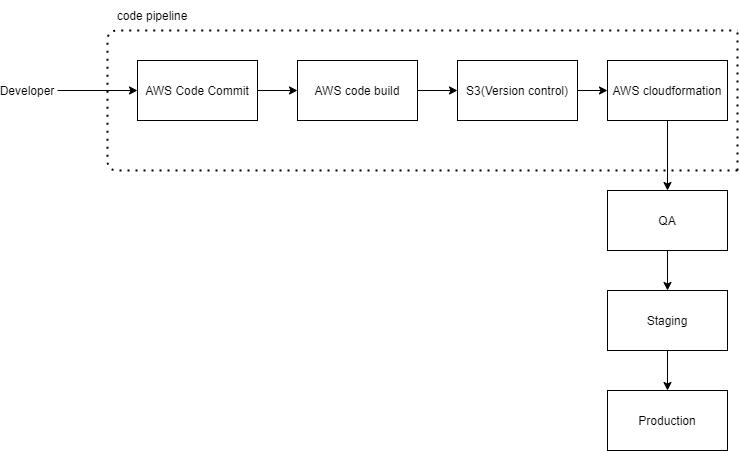 code pipeline
Developer
AWS Code Commit
AWS code build
S3(Version control)
AWS cloudformation
QA
Staging
Production